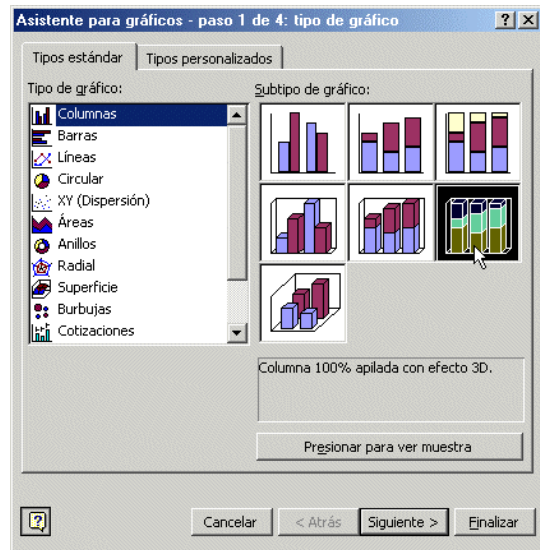 Asistente para gráficos - paso 1 de 4: tipo de gráfico
Tipos estándar
Tipos personalizados
Tipo de gráfico:
Columnas
Barras
Líneas
Circular
XY (Dispersión)
Áreas
Anillos
Radial
Superficie
Burbujas
Cotizaciones
Subtipo de gráfico:
Columna 100% apilada con efecto 3D.
Presionar para ver muestra
Cancelar
< Atrás
Siguiente >
Finalizar